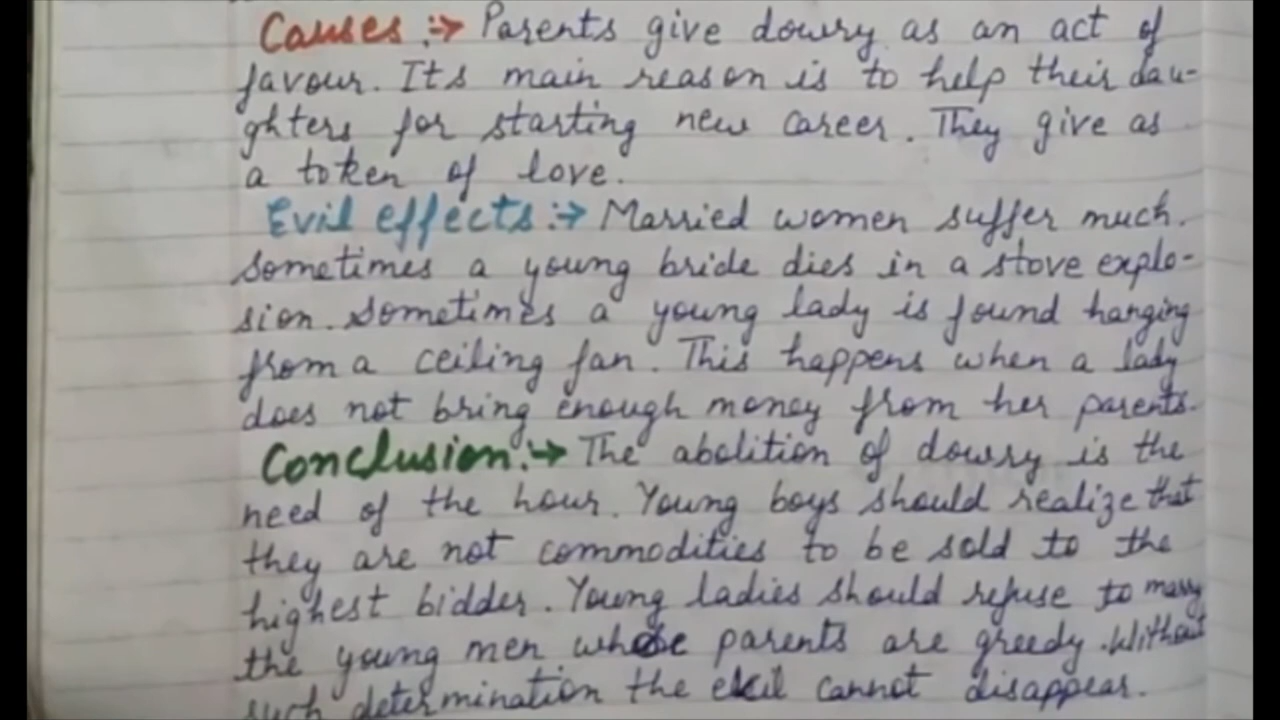 Causes :→ Parents give dowry as an act of
favour. Its main reason is to help their dau-
ghters for starting new career. They give as
a token of love.
Evil effects :→ Married women suffer much.
Sometimes a young bride dies in a stove explo-
sion. Sometimes a young lady is found hanging
from a ceiling fan. This happens when a lady
does not bring enough money from her parents.
Conclusion :→ The abolition of dowry is the
need of the hour. Young boys should realize that
they are not commodities to be sold to the
highest bidder. Young ladies should refuse to marry
the young men whose parents are greedy. Without
such determination the evil cannot disappear.